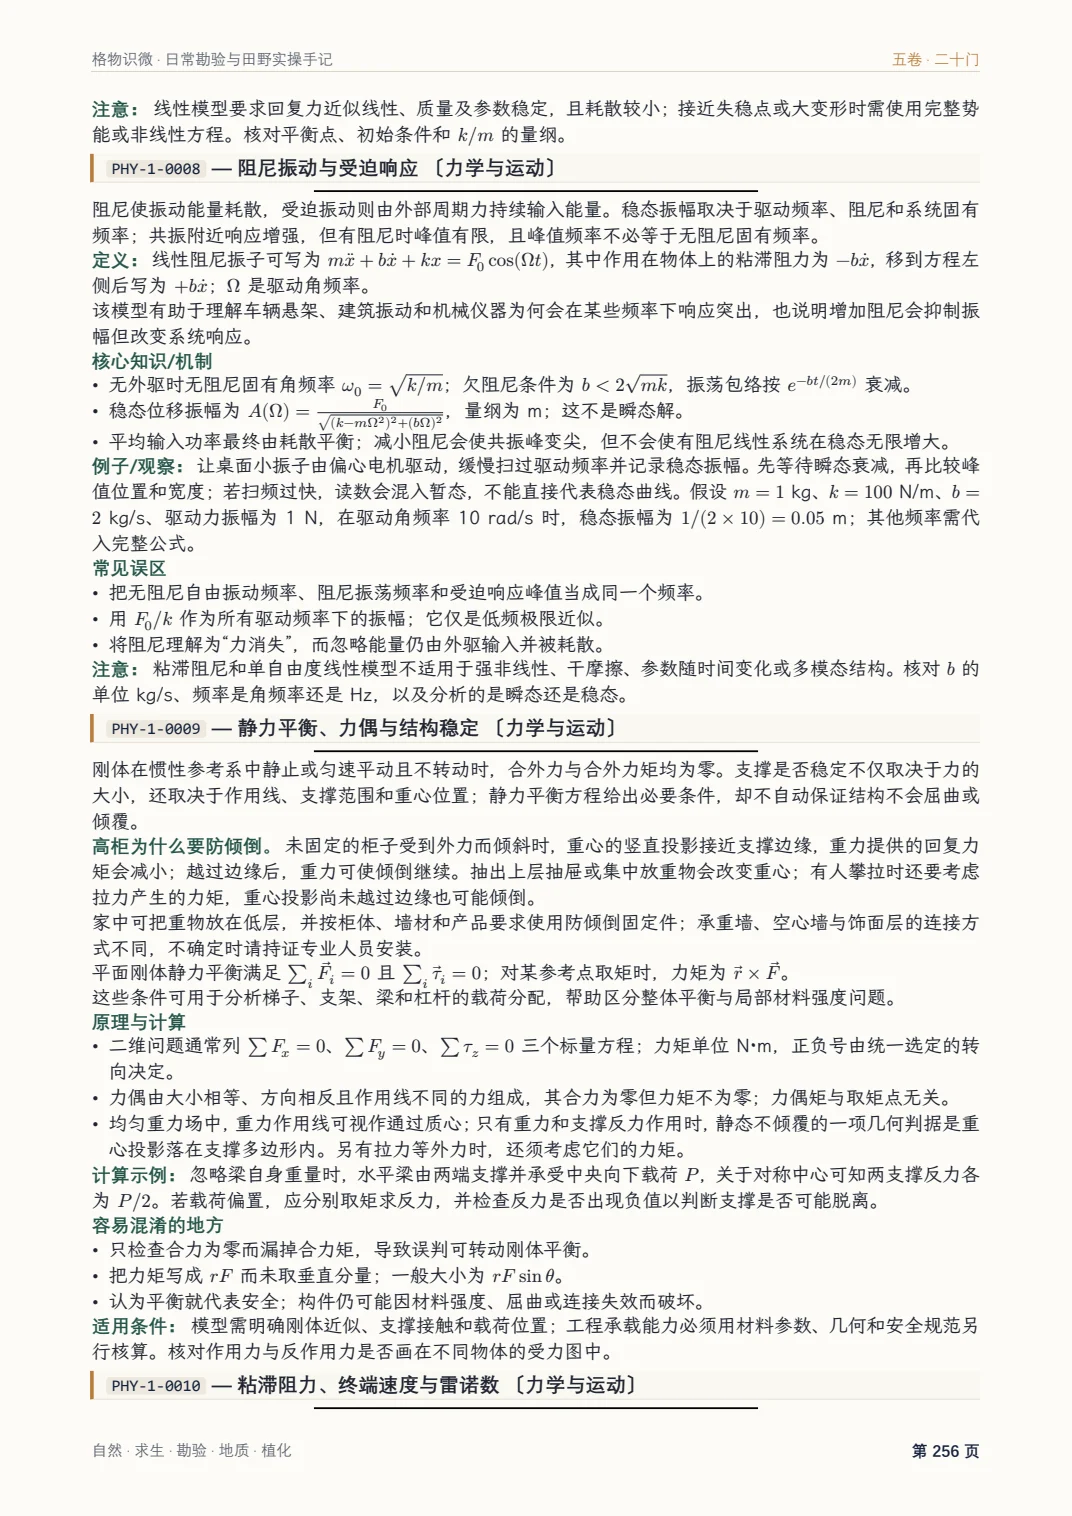 格物识微 · 日常勘验与田野实操手记
五卷 · 二十门
注意： 线性模型要求回复力近似线性、质量及参数稳定，且耗散较小；接近失稳点或大变形时需使用完整势
能或非线性方程。核对平衡点、初始条件和 k/m 的量纲。
PHY-1-0008 — 阻尼振动与受迫响应 〔力学与运动〕
阻尼使振动能量耗散，受迫振动则由外部周期力持续输入能量。稳态振幅取决于驱动频率、阻尼和系统固有
频率；共振附近响应增强，但有阻尼时峰值有限，且峰值频率不必等于无阻尼固有频率。
定义： 线性阻尼振子可写为 mẍ + bẋ + kx = F₀ cos(Ωt)，其中作用在物体上的粘滞阻力为 −bẋ，移到方程左
侧后写为 +bẋ；Ω 是驱动角频率。
该模型有助于理解车辆悬架、建筑振动和机械仪器为何会在某些频率下响应突出，也说明增加阻尼会抑制振
幅但改变系统响应。
核心知识/机制
• 无外驱时无阻尼固有角频率 ω₀ = √(k/m)；欠阻尼条件为 b < 2√(mk)，振荡包络按 e^{−bt/(2m)} 衰减。
• 稳态位移振幅为 A(Ω) = F₀/√((k−mΩ²)²+(bΩ)²)，量纲为 m；这不是瞬态解。
• 平均输入功率最终由耗散平衡；减小阻尼会使共振峰变尖，但不会使有阻尼线性系统在稳态无限增大。
例子/观察： 让桌面小振子由偏心电机驱动，缓慢扫过驱动频率并记录稳态振幅。先等待瞬态衰减，再比较峰
值位置和宽度；若扫频过快，读数会混入暂态，不能直接代表稳态曲线。假设 m = 1 kg、k = 100 N/m、b =
2 kg/s、驱动力振幅为 1 N，在驱动角频率 10 rad/s 时，稳态振幅为 1/(2 × 10) = 0.05 m；其他频率需代
入完整公式。
常见误区
• 把无阻尼自由振动频率、阻尼振荡频率和受迫响应峰值当成同一个频率。
• 用 F₀/k 作为所有驱动频率下的振幅；它仅是低频极限近似。
• 将阻尼理解为“力消失”，而忽略能量仍由外驱输入并被耗散。
注意： 粘滞阻尼和单自由度线性模型不适用于强非线性、干摩擦、参数随时间变化或多模态结构。核对 b 的
单位 kg/s、频率是角频率还是 Hz，以及分析的是瞬态还是稳态。
PHY-1-0009 — 静力平衡、力偶与结构稳定 〔力学与运动〕
刚体在惯性参考系中静止或匀速平动且不转动时，合外力与合外力矩均为零。支撑是否稳定不仅取决于力的
大小，还取决于作用线、支撑范围和重心位置；静力平衡方程给出必要条件，却不自动保证结构不会屈曲或
倾覆。
高柜为什么要防倾倒。 未固定的柜子受到外力而倾斜时，重心的竖直投影接近支撑边缘，重力提供的回复力
矩会减小；越过边缘后，重力可使倾倒继续。抽出上层抽屉或集中放重物会改变重心；有人攀拉时还要考虑
拉力产生的力矩，重心投影尚未越过边缘也可能倾倒。
家中可把重物放在低层，并按柜体、墙材和产品要求使用防倾倒固定件；承重墙、空心墙与饰面层的连接方
式不同，不确定时请持证专业人员安装。
平面刚体静力平衡满足 ∑ᵢ F⃗ᵢ = 0 且 ∑ᵢ τ⃗ᵢ = 0；对某参考点取矩时，力矩为 r⃗ × F⃗。
这些条件可用于分析梯子、支架、梁和杠杆的载荷分配，帮助区分整体平衡与局部材料强度问题。
原理与计算
• 二维问题通常列 ∑ Fₓ = 0、∑ F_y = 0、∑ τ_z = 0 三个标量方程；力矩单位 N·m，正负号由统一选定的转
向决定。
• 力偶由大小相等、方向相反且作用线不同的力组成，其合力为零但力矩不为零；力偶矩与取矩点无关。
• 均匀重力场中，重力作用线可视作通过质心；只有重力和支撑反力作用时，静态不倾覆的一项几何判据是重
心投影落在支撑多边形内。另有拉力等外力时，还须考虑它们的力矩。
计算示例： 忽略梁自身重量时，水平梁由两端支撑并承受中央向下载荷 P，关于对称中心可知两支撑反力各
为 P/2。若载荷偏置，应分别取矩求反力，并检查反力是否出现负值以判断支撑是否可能脱离。
容易混淆的地方
• 只检查合力为零而漏掉合力矩，导致误判可转动刚体平衡。
• 把力矩写成 rF 而未取垂直分量；一般大小为 rF sin θ。
• 认为平衡就代表安全；构件仍可能因材料强度、屈曲或连接失效而破坏。
适用条件： 模型需明确刚体近似、支撑接触和载荷位置；工程承载能力必须用材料参数、几何和安全规范另
行核算。核对作用力与反作用力是否画在不同物体的受力图中。
PHY-1-0010 — 粘滞阻力、终端速度与雷诺数 〔力学与运动〕
自然 · 求生 · 勘验 · 地质 · 植化
第 256 页